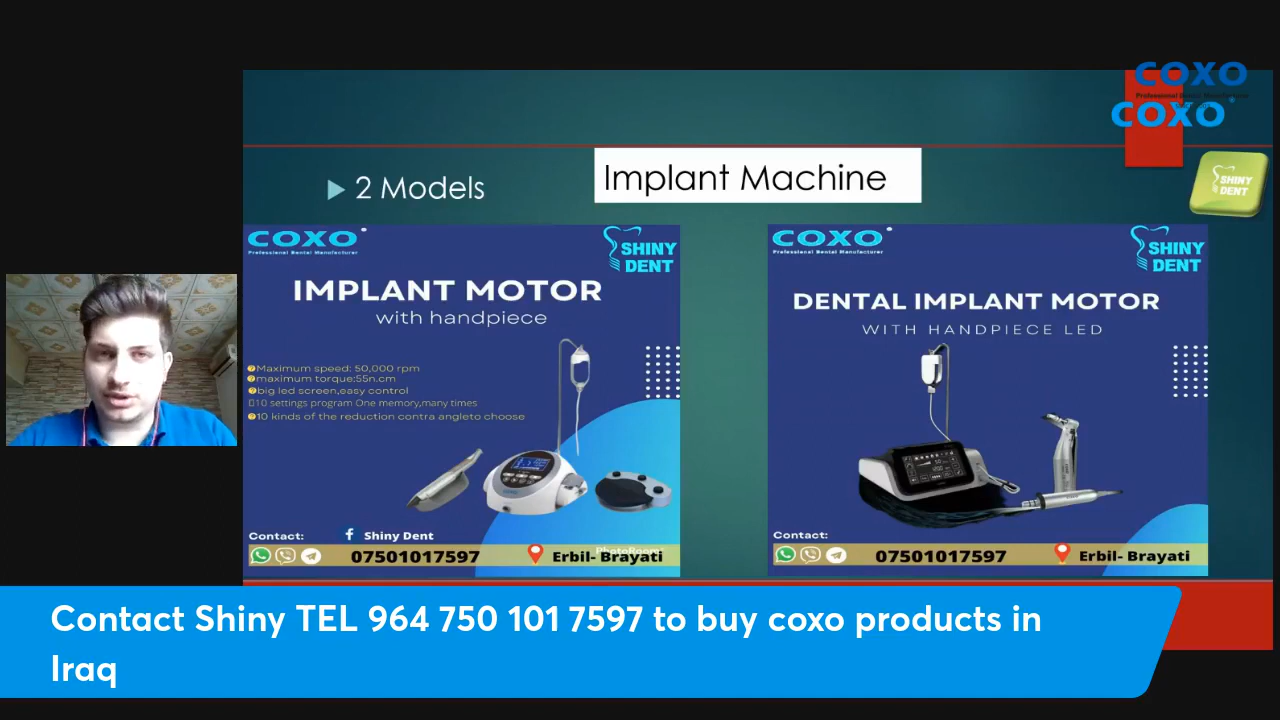 COXO
Professional Dental Manufacturer
COXO
SHINY
DENT
▶ 2 Models
Implant Machine
COXO
Professional Dental Manufacturer
SHINY
DENT
IMPLANT MOTOR
with handpiece
Maximum speed: 50,000 rpm
maximum torque:55n.cm
big led screen,easy control
10 settings program One memory,many times
10 kinds of the reduction contra angleto choose
Contact:
Shiny Dent
07501017597
Erbil- Brayati
COXO
Professional Dental Manufacturer
SHINY
DENT
DENTAL IMPLANT MOTOR
WITH HANDPIECE LED
Contact:
07501017597
Erbil- Brayati
Contact Shiny TEL 964 750 101 7597 to buy coxo products in
Iraq